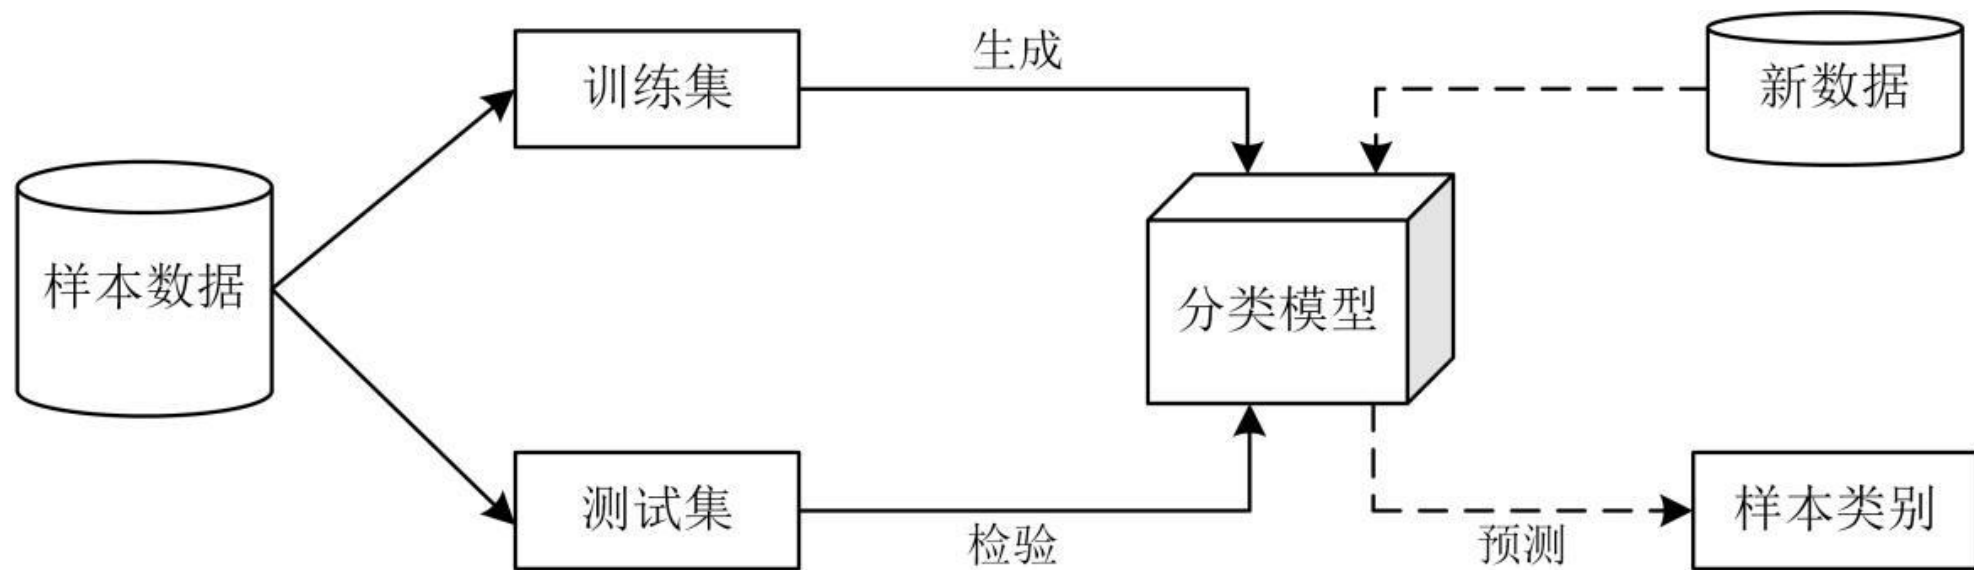 训练集
生成
新数据
样本数据
分类模型
测试集
检验
预测
样本类别